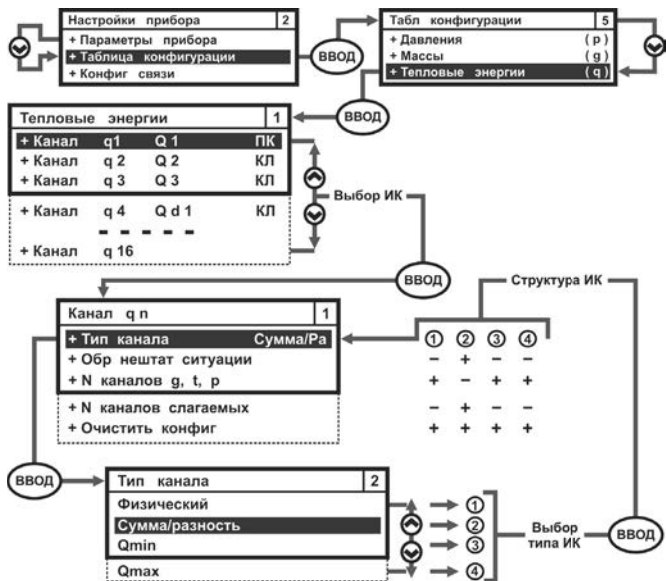 Настройки прибора 2
+ Параметры прибора
+ Таблица конфигурации
+ Конфиг связи
ВВОД
Табл конфигурации 5
+ Давления ( p )
+ Массы ( g )
+ Тепловые энергии ( q )
ВВОД
Тепловые энергии 1
+ Канал q1 Q 1 ПК
+ Канал q 2 Q 2 КЛ
+ Канал q 3 Q 3 КЛ
+ Канал q 4 Q d 1 КЛ
- - - - -
+ Канал q 16
Выбор ИК
ВВОД
Структура ИК
Канал q n 1
+ Тип канала Сумма/Ра
+ Обр нештат ситуации
+ N каналов g, t, p
+ N каналов слагаемых
+ Очистить конфиг
① ② ③ ④
– + – –
+ – + +
– + – –
+ + + +
ВВОД
Тип канала 2
Физический
Сумма/разность
Qmin
Qmax
①
②
③
④
Выбор
типа ИК
ВВОД